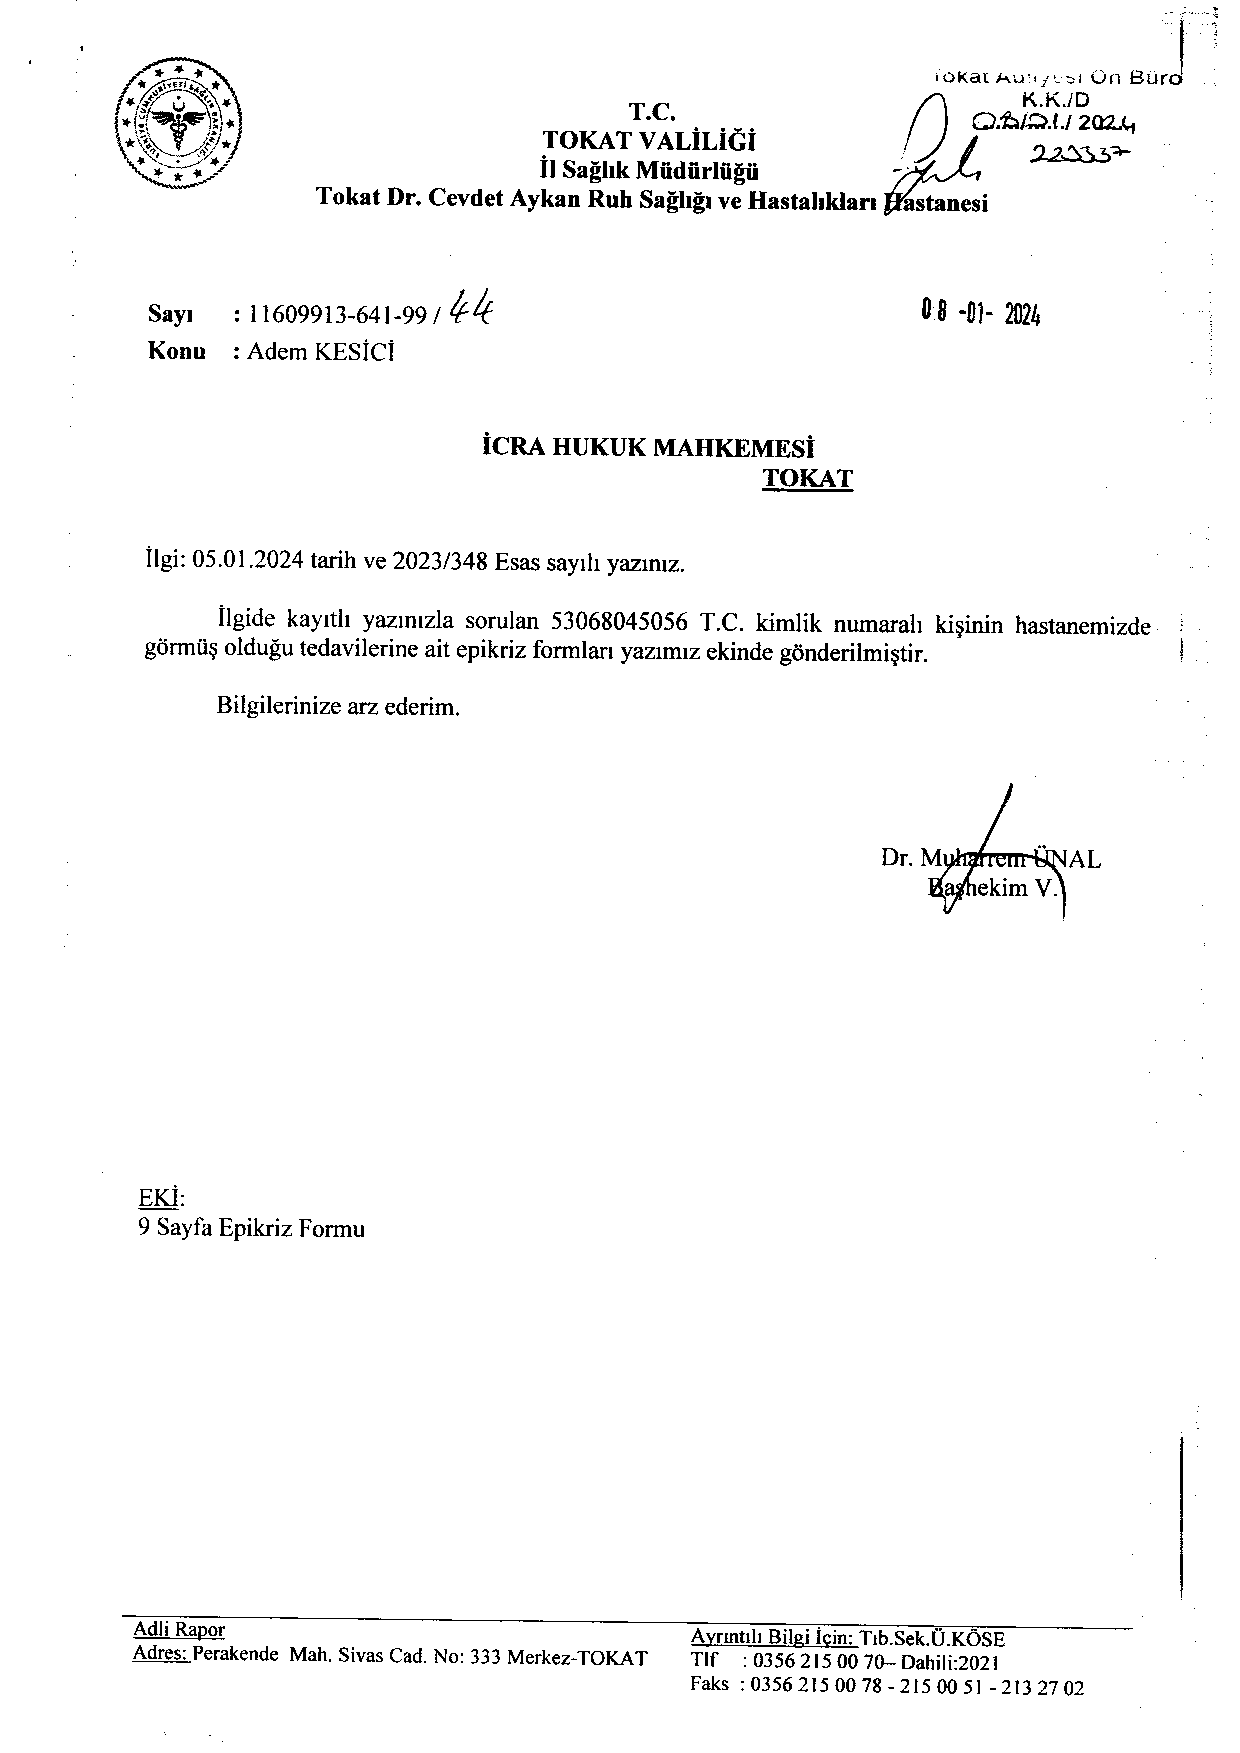 Tokat Adliyesi Ön Büro
K.K./D
T.C.
TOKAT VALİLİĞİ
İl Sağlık Müdürlüğü
Tokat Dr. Cevdet Aykan Ruh Sağlığı ve Hastalıkları Hastanesi
Sayı : 11609913-641-99 / 44
08 -01- 2024
Konu : Adem KESİCİ
İCRA HUKUK MAHKEMESİ
TOKAT
İlgi: 05.01.2024 tarih ve 2023/348 Esas sayılı yazınız.
İlgide kayıtlı yazınızla sorulan 53068045056 T.C. kimlik numaralı kişinin hastanemizde
görmüş olduğu tedavilerine ait epikriz formları yazımız ekinde gönderilmiştir.
Bilgilerinize arz ederim.
Dr. Muharrem ÜNAL
Başhekim V.
EKİ:
9 Sayfa Epikriz Formu
Adli Rapor
Adres: Perakende Mah. Sivas Cad. No: 333 Merkez-TOKAT
Ayrıntılı Bilgi İçin: Tıb.Sek.Ü.KÖSE
Tlf : 0356 215 00 70– Dahili:2021
Faks : 0356 215 00 78 - 215 00 51 - 213 27 02